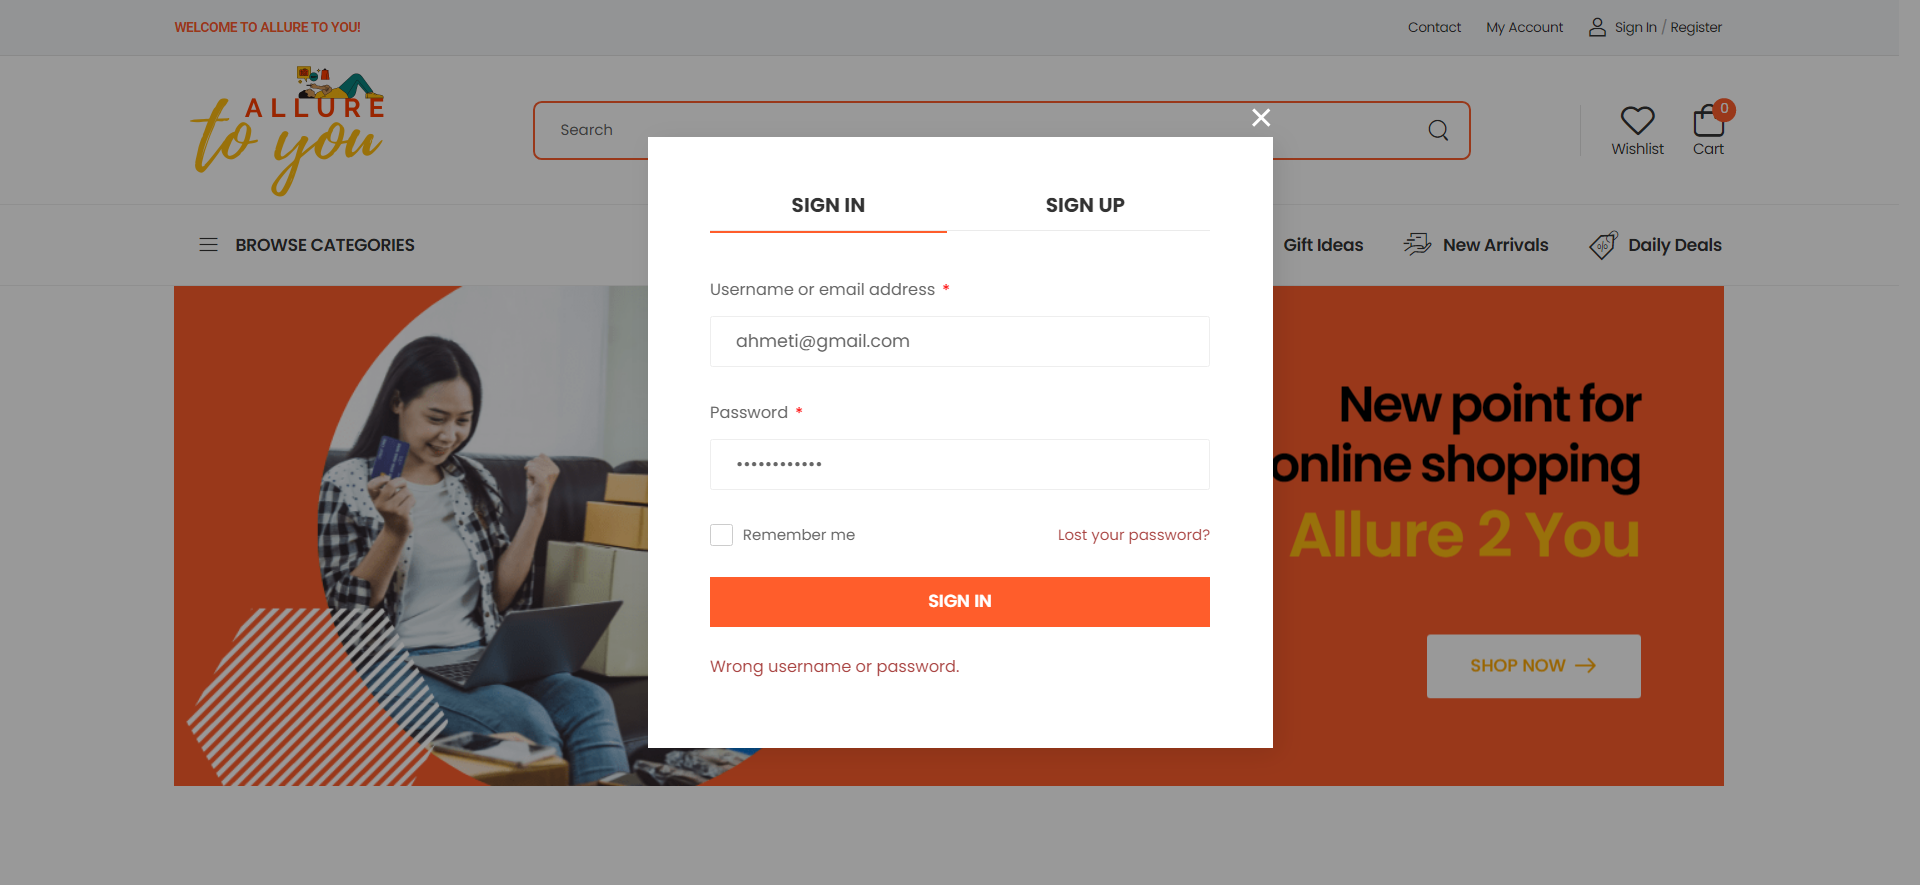 WELCOME TO ALLURE TO YOU!
Contact
My Account
Sign In / Register
ALLURE
to you
Search
Wishlist
0
Cart
BROWSE CATEGORIES
Gift Ideas
New Arrivals
Daily Deals
SIGN IN
SIGN UP
Username or email address *
ahmeti@gmail.com
Password *
••••••••••••
Remember me
Lost your password?
SIGN IN
Wrong username or password.
New point for
online shopping
Allure 2 You
SHOP NOW